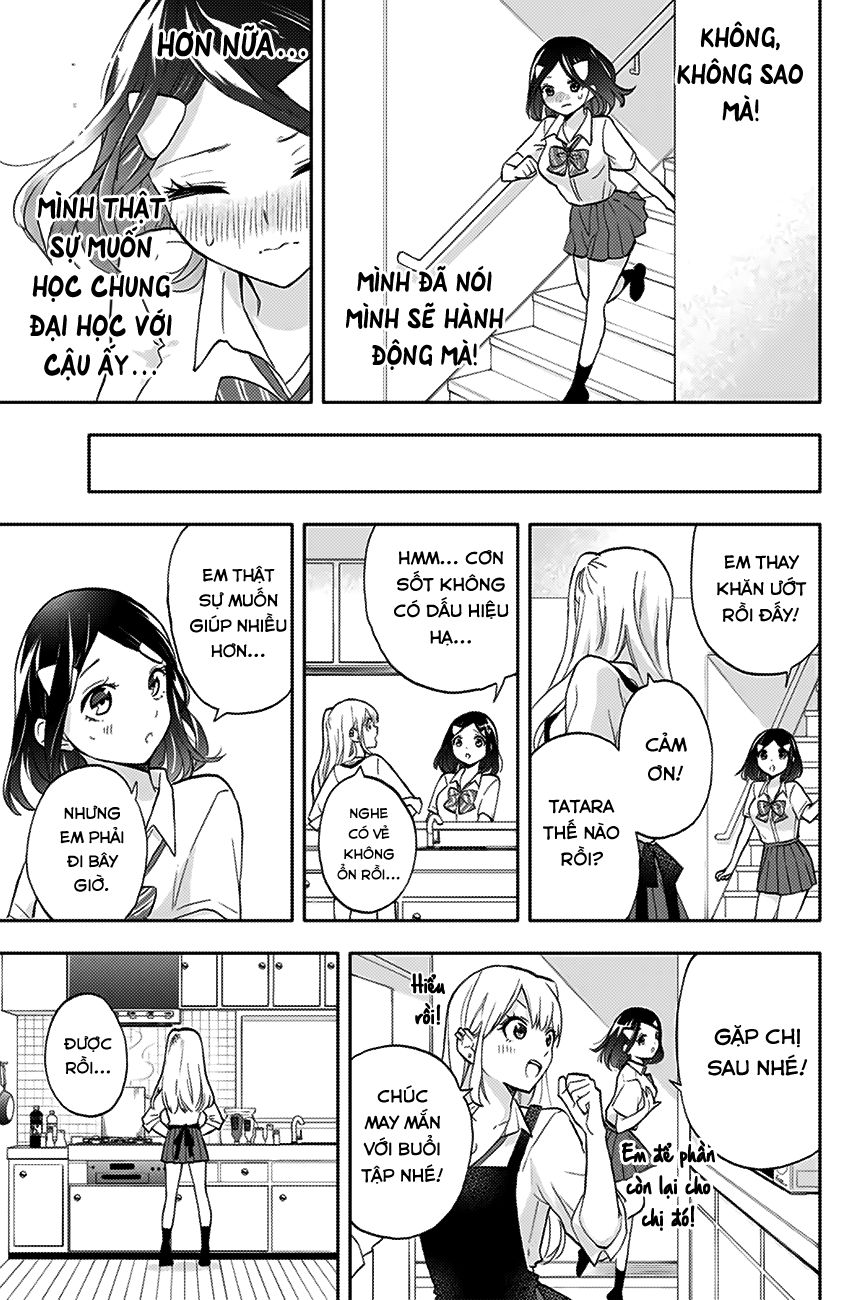 KHÔNG,
KHÔNG SAO
MÀ!
MÌNH ĐÃ NÓI
MÌNH SẼ HÀNH
ĐỘNG MÀ!
HƠN NỮA...
MÌNH THẬT
SỰ MUỐN
HỌC CHUNG
ĐẠI HỌC VỚI
CẬU ẤY...
EM THAY
KHĂN ƯỚT
RỒI ĐẤY!
CẢM
ƠN!
TATARA
THẾ NÀO
RỒI?
HMM... CƠN
SỐT KHÔNG
CÓ DẤU HIỆU
HẠ...
NGHE
CÓ VẺ
KHÔNG
ỔN RỒI...
EM THẬT
SỰ MUỐN
GIÚP NHIỀU
HƠN...
NHƯNG
EM PHẢI
ĐI BÂY
GIỜ.
GẶP CHỊ
SAU NHÉ!
Em để phần
còn lại cho
chị đó!
Hiểu
rồi!
CHÚC
MAY MẮN
VỚI BUỔI
TẬP NHÉ!
ĐƯỢC
RỒI...